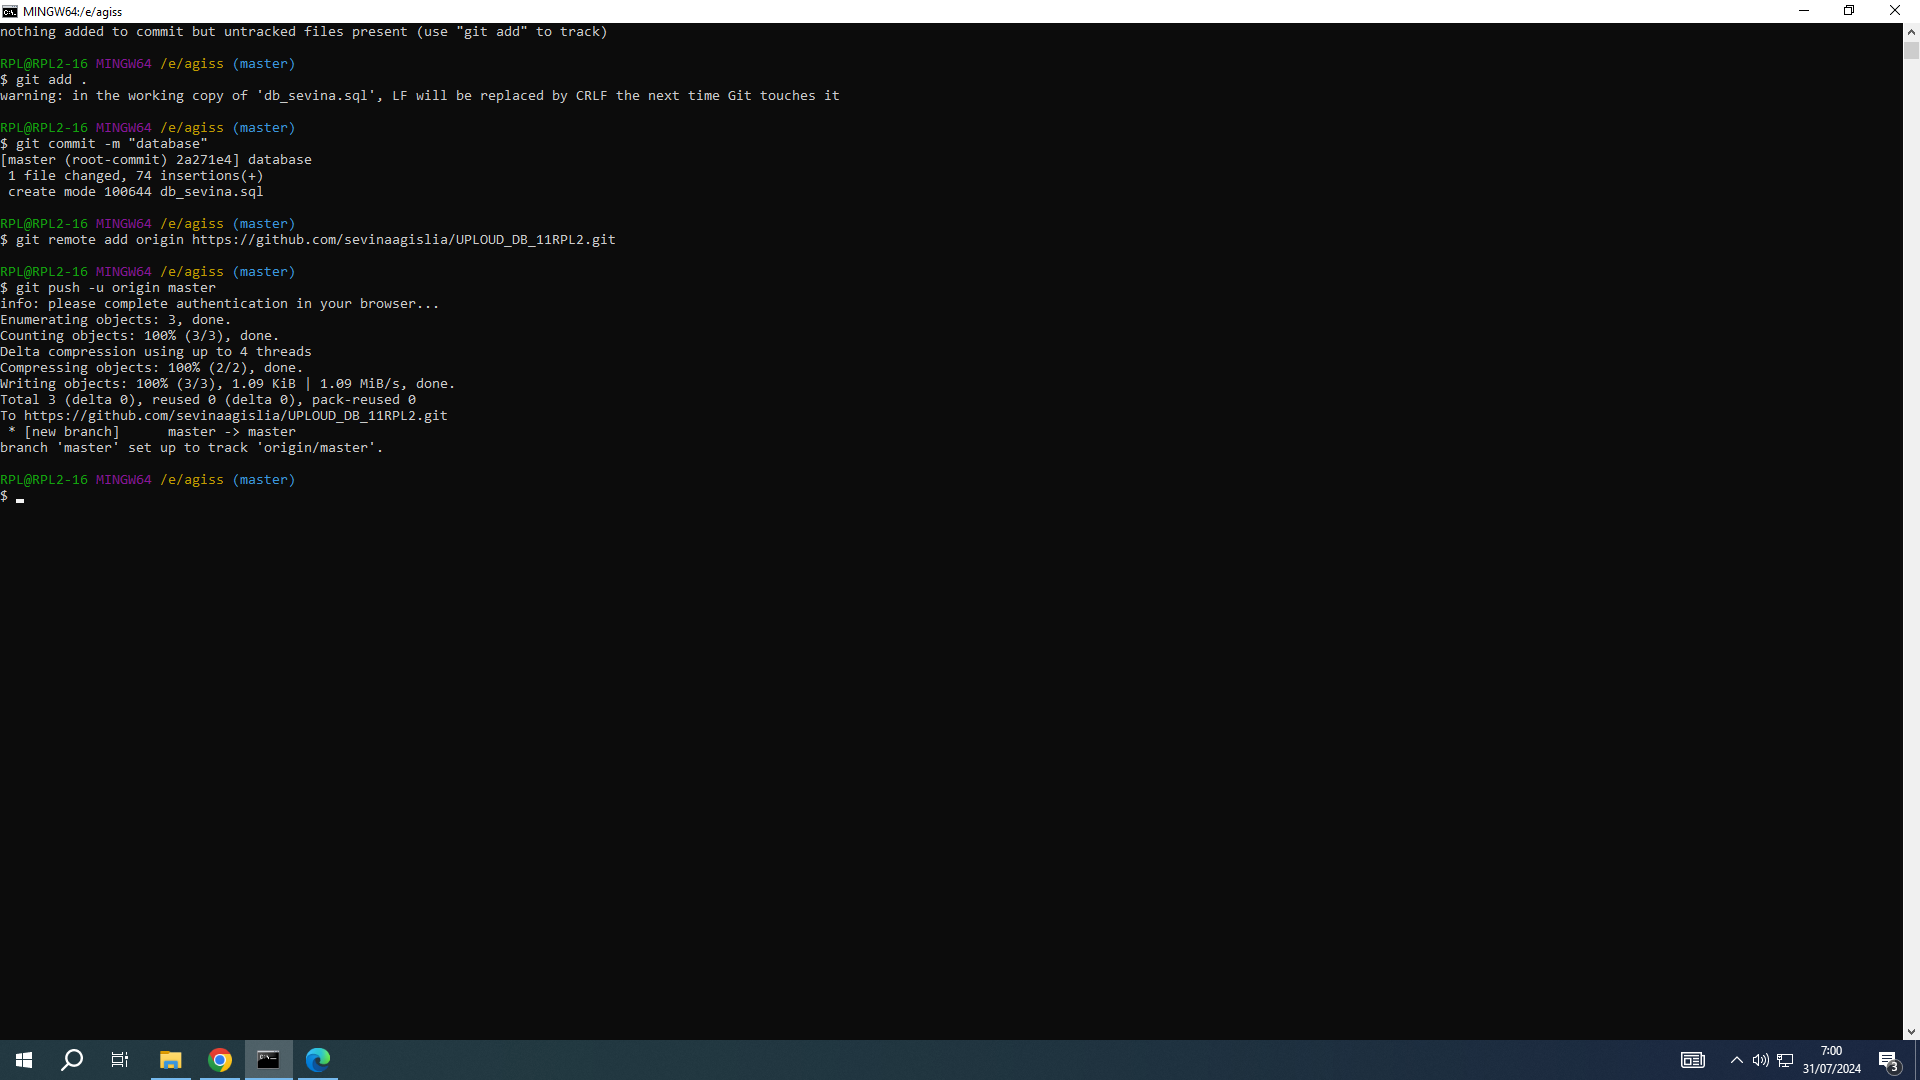 MINGW64:/e/agiss
nothing added to commit but untracked files present (use "git add" to track)
RPL@RPL2-16 MINGW64 /e/agiss (master)
$ git add .
warning: in the working copy of 'db_sevina.sql', LF will be replaced by CRLF the next time Git touches it
RPL@RPL2-16 MINGW64 /e/agiss (master)
$ git commit -m "database"
[master (root-commit) 2a271e4] database
 1 file changed, 74 insertions(+)
 create mode 100644 db_sevina.sql
RPL@RPL2-16 MINGW64 /e/agiss (master)
$ git remote add origin https://github.com/sevinaagislia/UPLOUD_DB_11RPL2.git
RPL@RPL2-16 MINGW64 /e/agiss (master)
$ git push -u origin master
info: please complete authentication in your browser...
Enumerating objects: 3, done.
Counting objects: 100% (3/3), done.
Delta compression using up to 4 threads
Compressing objects: 100% (2/2), done.
Writing objects: 100% (3/3), 1.09 KiB | 1.09 MiB/s, done.
Total 3 (delta 0), reused 0 (delta 0), pack-reused 0
To https://github.com/sevinaagislia/UPLOUD_DB_11RPL2.git
 * [new branch]      master -> master
branch 'master' set up to track 'origin/master'.
RPL@RPL2-16 MINGW64 /e/agiss (master)
$
7:00
31/07/2024
3